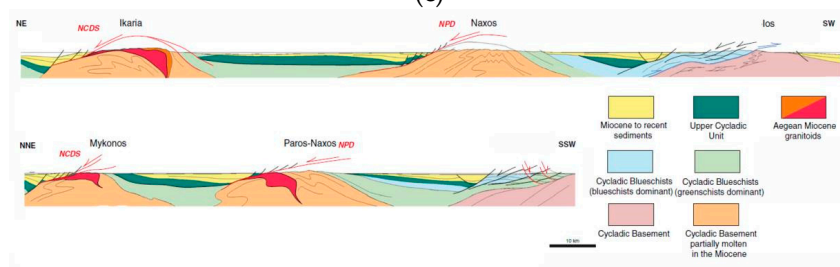 NE NCDS Ikaria NPD Naxos Ios SW
NNE NCDS Mykonos Paros-Naxos NPD SSW
Miocene to recent
sediments
Upper Cycladic
Unit
Aegean Miocene
granitoids
Cycladic Blueschists
(blueschists dominant)
Cycladic Blueschists
(greenschists dominant)
Cycladic Basement
Cycladic Basement
partially molten
in the Miocene
10 km